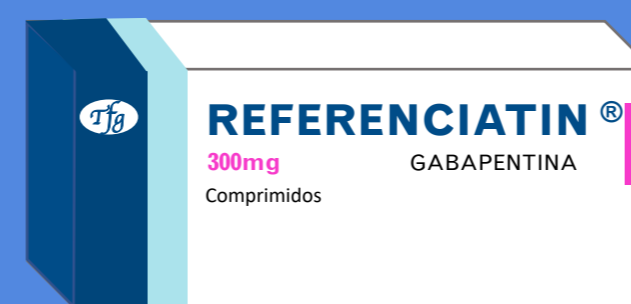 Tfg
REFERENCIATIN ®
300mg GABAPENTINA
Comprimidos